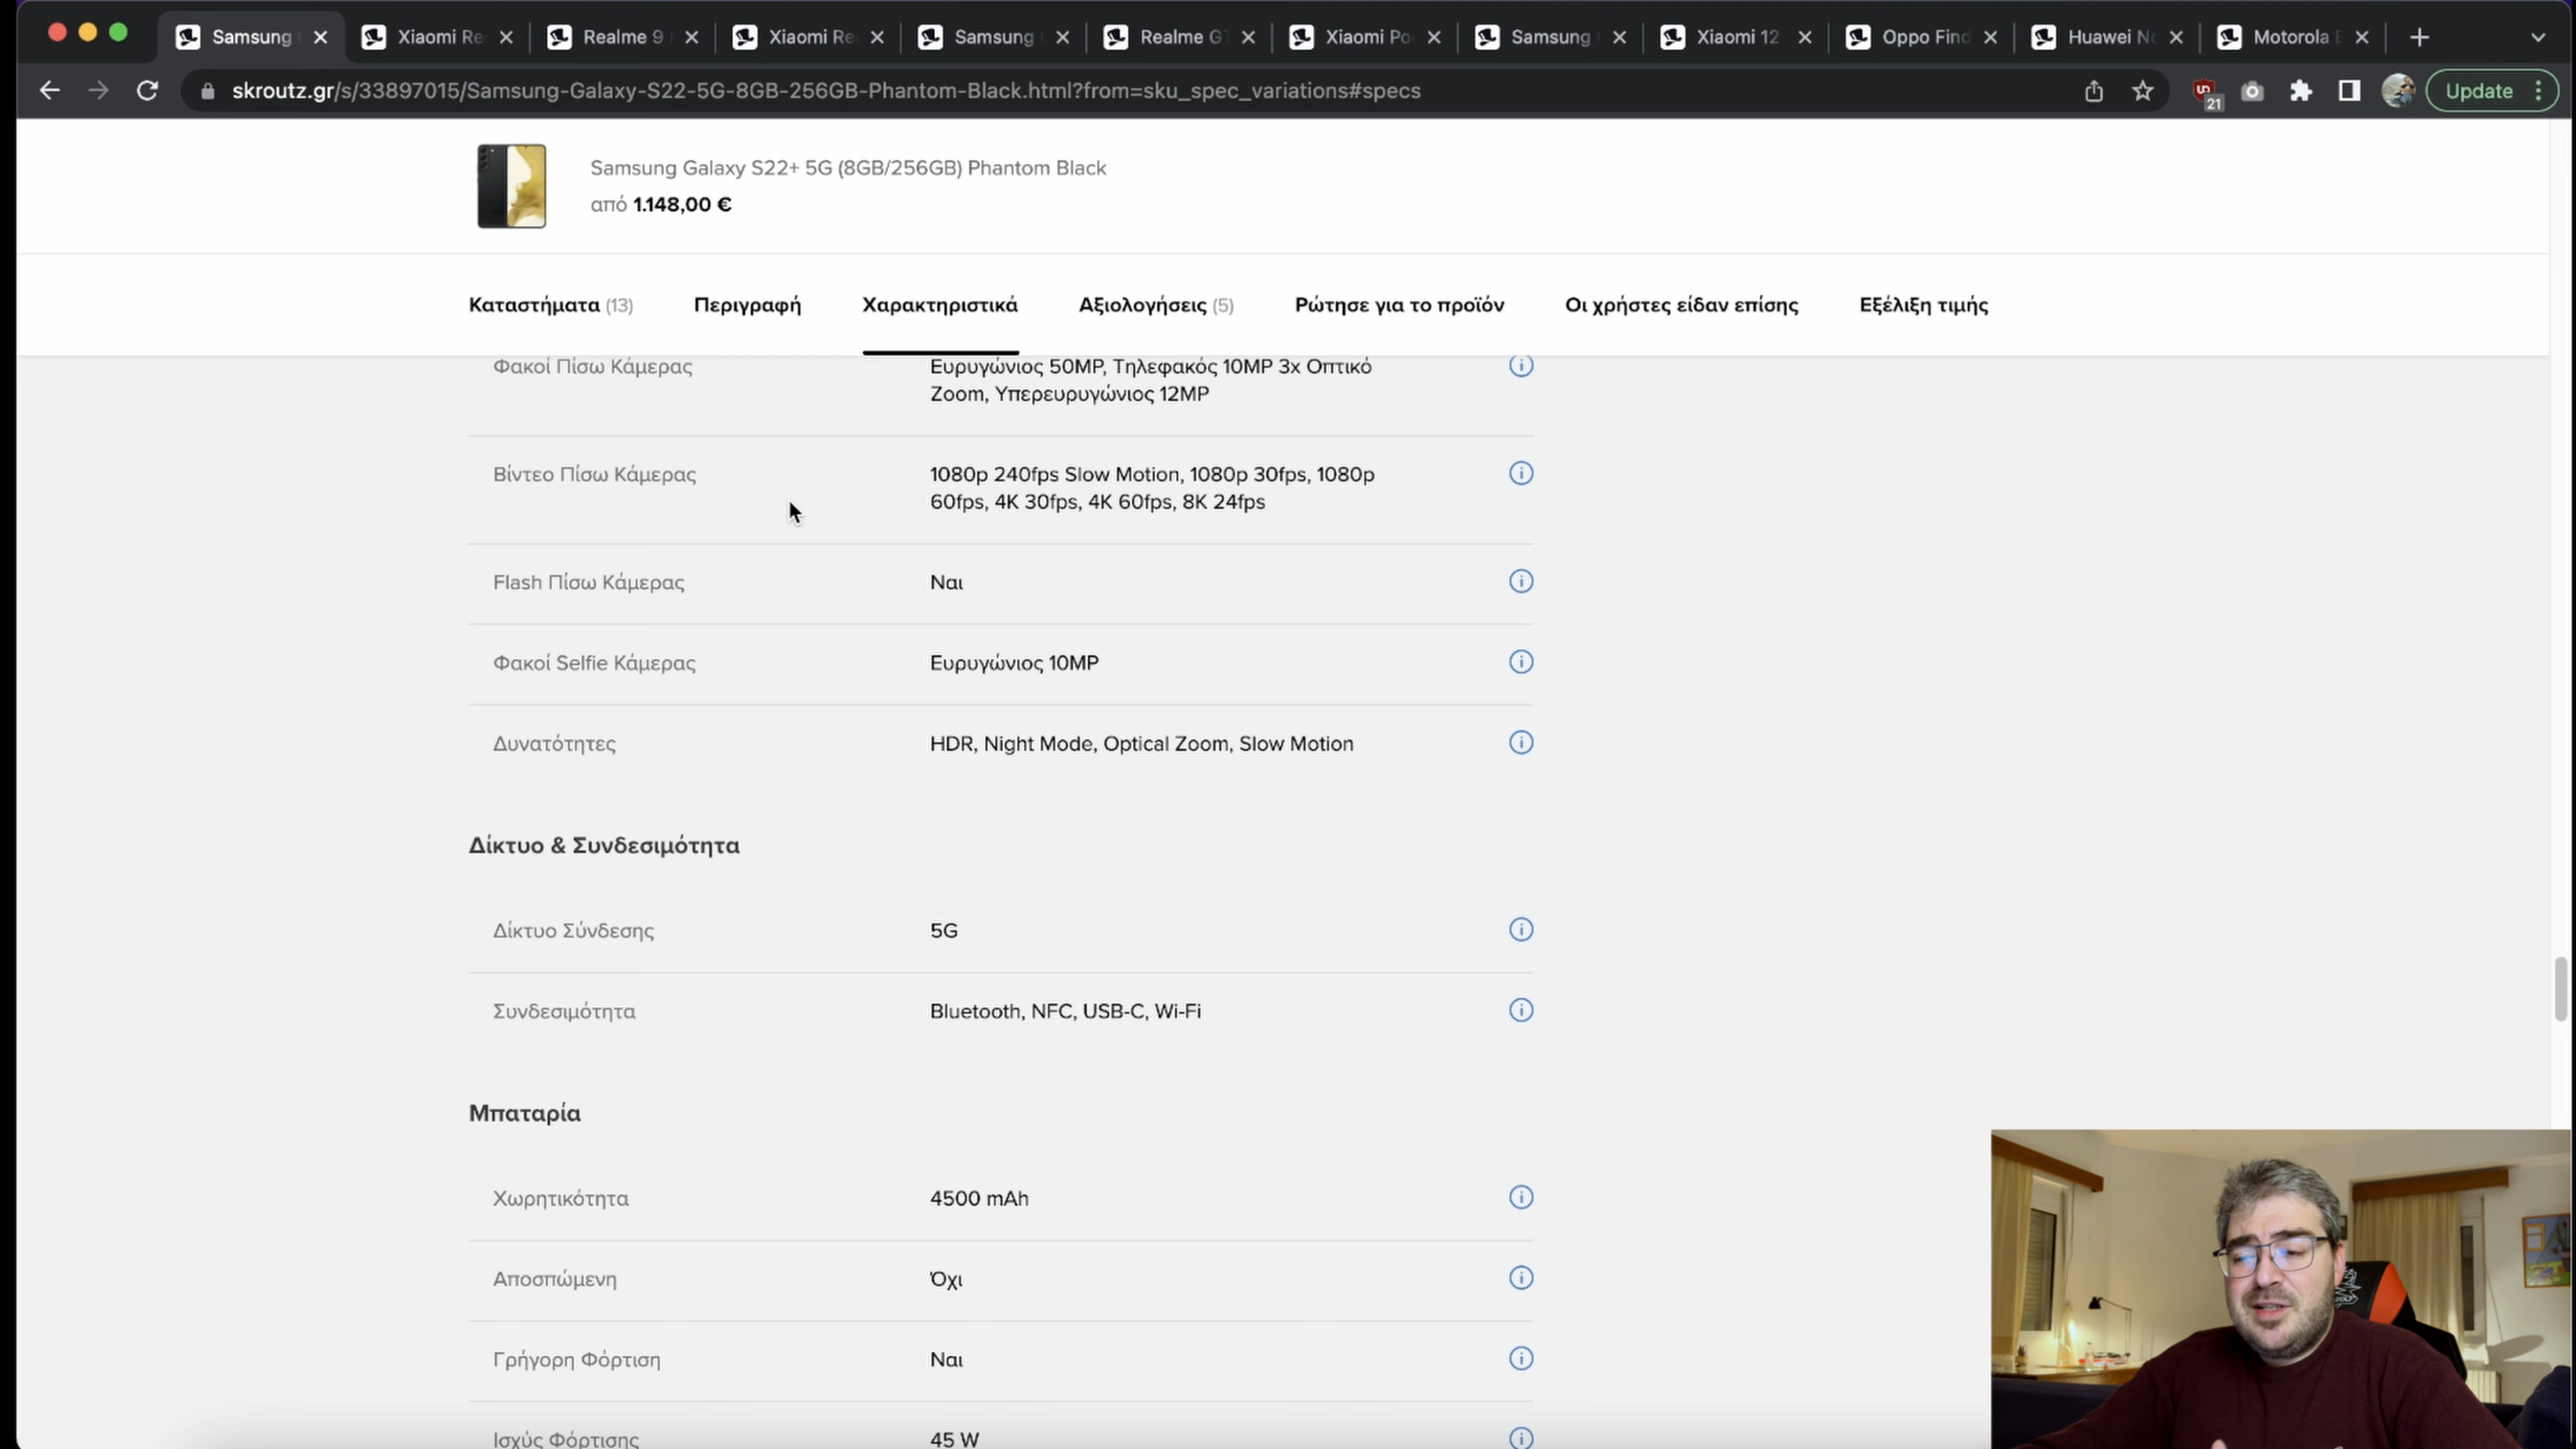 Samsung
Xiaomi Re
Realme 9
Xiaomi Re
Samsung
Realme GT
Xiaomi Po
Samsung
Xiaomi 12
Oppo Find
Huawei No
Motorola E
skroutz.gr/s/33897015/Samsung-Galaxy-S22-5G-8GB-256GB-Phantom-Black.html?from=sku_spec_variations#specs
21
Update
Samsung Galaxy S22+ 5G (8GB/256GB) Phantom Black
από 1.148,00 €
Καταστήματα (13)
Περιγραφή
Χαρακτηριστικά
Αξιολογήσεις (5)
Ρώτησε για το προϊόν
Οι χρήστες είδαν επίσης
Εξέλιξη τιμής
Φακοί Πίσω Κάμερας
Ευρυγώνιος 50MP, Τηλεφακός 10MP 3x Οπτικό
Zoom, Υπερευρυγώνιος 12MP
Βίντεο Πίσω Κάμερας
1080p 240fps Slow Motion, 1080p 30fps, 1080p
60fps, 4K 30fps, 4K 60fps, 8K 24fps
Flash Πίσω Κάμερας
Ναι
Φακοί Selfie Κάμερας
Ευρυγώνιος 10MP
Δυνατότητες
HDR, Night Mode, Optical Zoom, Slow Motion
Δίκτυο & Συνδεσιμότητα
Δίκτυο Σύνδεσης
5G
Συνδεσιμότητα
Bluetooth, NFC, USB-C, Wi-Fi
Μπαταρία
Χωρητικότητα
4500 mAh
Αποσπώμενη
Όχι
Γρήγορη Φόρτιση
Ναι
Ισχύς Φόρτισης
45 W